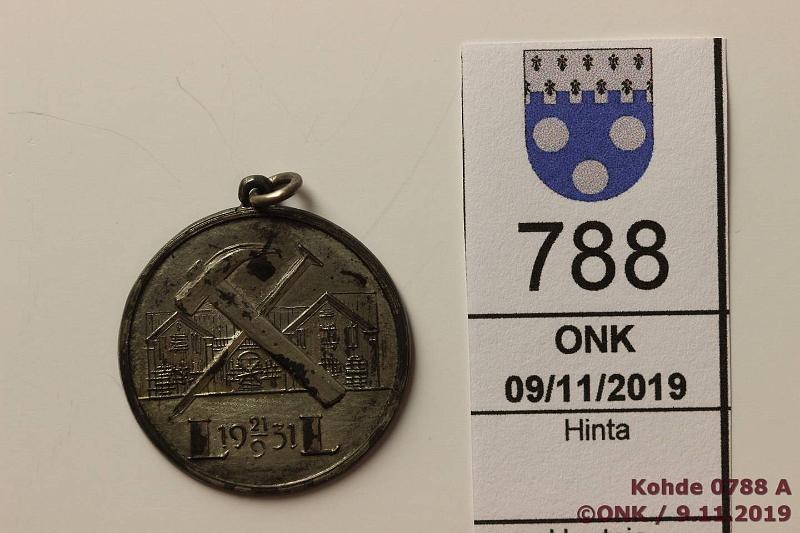 L 19 21/9 31 L
788
ONK
09/11/2019
Hinta
Kohde 0788 A
©ONK / 9.11.2019